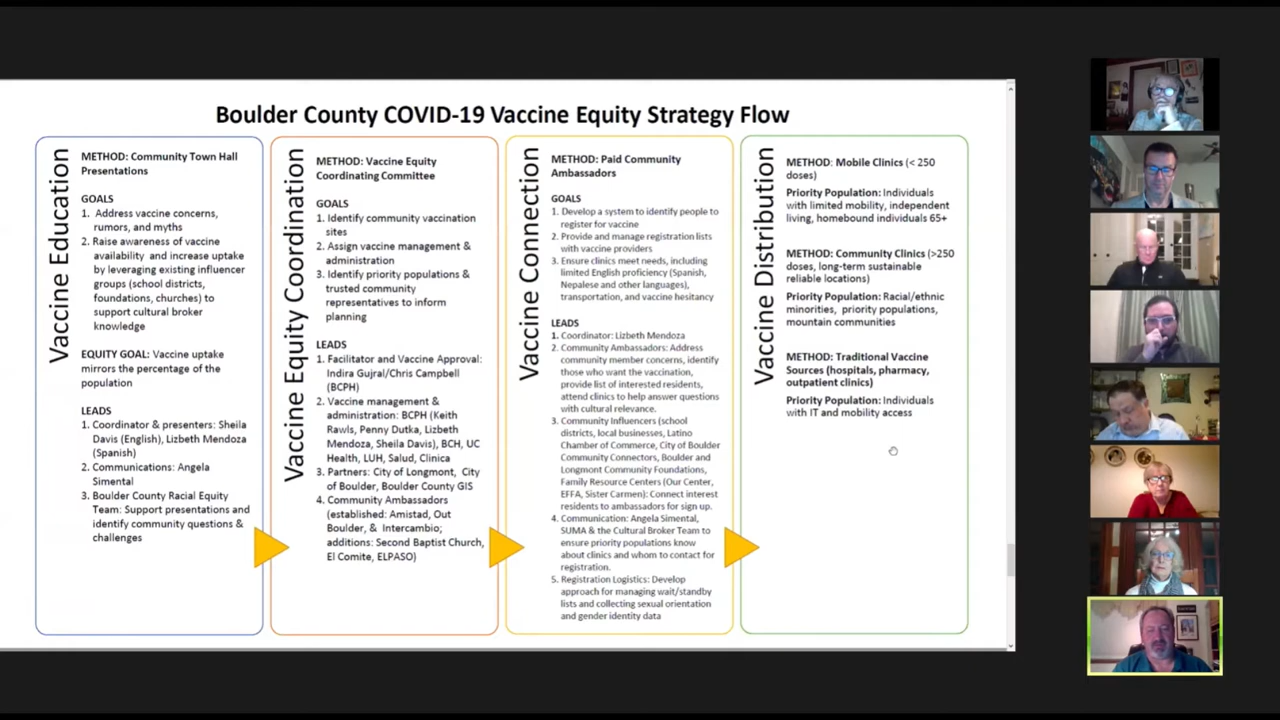 Boulder County COVID-19 Vaccine Equity Strategy Flow
Vaccine Education
METHOD: Community Town Hall
Presentations
GOALS
1. Address vaccine concerns,
rumors, and myths
2. Raise awareness of vaccine
availability and increase uptake
by leveraging existing influencer
groups (school districts,
foundations, churches) to
support cultural broker
knowledge
EQUITY GOAL: Vaccine uptake
mirrors the percentage of the
population
LEADS
1. Coordinator & presenters: Sheila
Davis (English), Lizbeth Mendoza
(Spanish)
2. Communications: Angela
Simental
3. Boulder County Racial Equity
Team: Support presentations and
identify community questions &
challenges
Vaccine Equity Coordination
METHOD: Vaccine Equity
Coordinating Committee
GOALS
1. Identify community vaccination
sites
2. Assign vaccine management &
administration
3. Identify priority populations &
trusted community
representatives to inform
planning
LEADS
1. Facilitator and Vaccine Approval:
Indira Gujral/Chris Campbell
(BCPH)
2. Vaccine management &
administration: BCPH (Keith
Rawls, Penny Dutka, Lizbeth
Mendoza, Sheila Davis), BCH, UC
Health, LUH, Salud, Clinica
3. Partners: City of Longmont, City
of Boulder, Boulder County GIS
4. Community Ambassadors
(established: Amistad, Out
Boulder, & Intercambio;
additions: Second Baptist Church,
El Comite, ELPASO)
Vaccine Connection
METHOD: Paid Community
Ambassadors
GOALS
1. Develop a system to identify people to
register for vaccine
2. Provide and manage registration lists
with vaccine providers
3. Ensure clinics meet needs, including
limited English proficiency (Spanish,
Nepalese and other languages),
transportation, and vaccine hesitancy
LEADS
1. Coordinator: Lizbeth Mendoza
2. Community Ambassadors: Address
community member concerns, identify
those who want the vaccination,
provide list of interested residents,
attend clinics to help answer questions
with cultural relevance.
3. Community Influencers (school
districts, local businesses, Latino
Chamber of Commerce, City of Boulder
Community Connectors, Boulder and
Longmont Community Foundations,
Family Resource Centers (Our Center,
EFFA, Sister Carmen): Connect interest
residents to ambassadors for sign up.
4. Communication: Angela Simental,
SUMA & the Cultural Broker Team to
ensure priority populations know
about clinics and whom to contact for
registration.
5. Registration Logistics: Develop
approach for managing wait/standby
lists and collecting sexual orientation
and gender identity data
Vaccine Distribution
METHOD: Mobile Clinics (< 250
doses)
Priority Population: Individuals
with limited mobility, independent
living, homebound individuals 65+
METHOD: Community Clinics (>250
doses, long-term sustainable
reliable locations)
Priority Population: Racial/ethnic
minorities, priority populations,
mountain communities
METHOD: Traditional Vaccine
Sources (hospitals, pharmacy,
outpatient clinics)
Priority Population: Individuals
with IT and mobility access